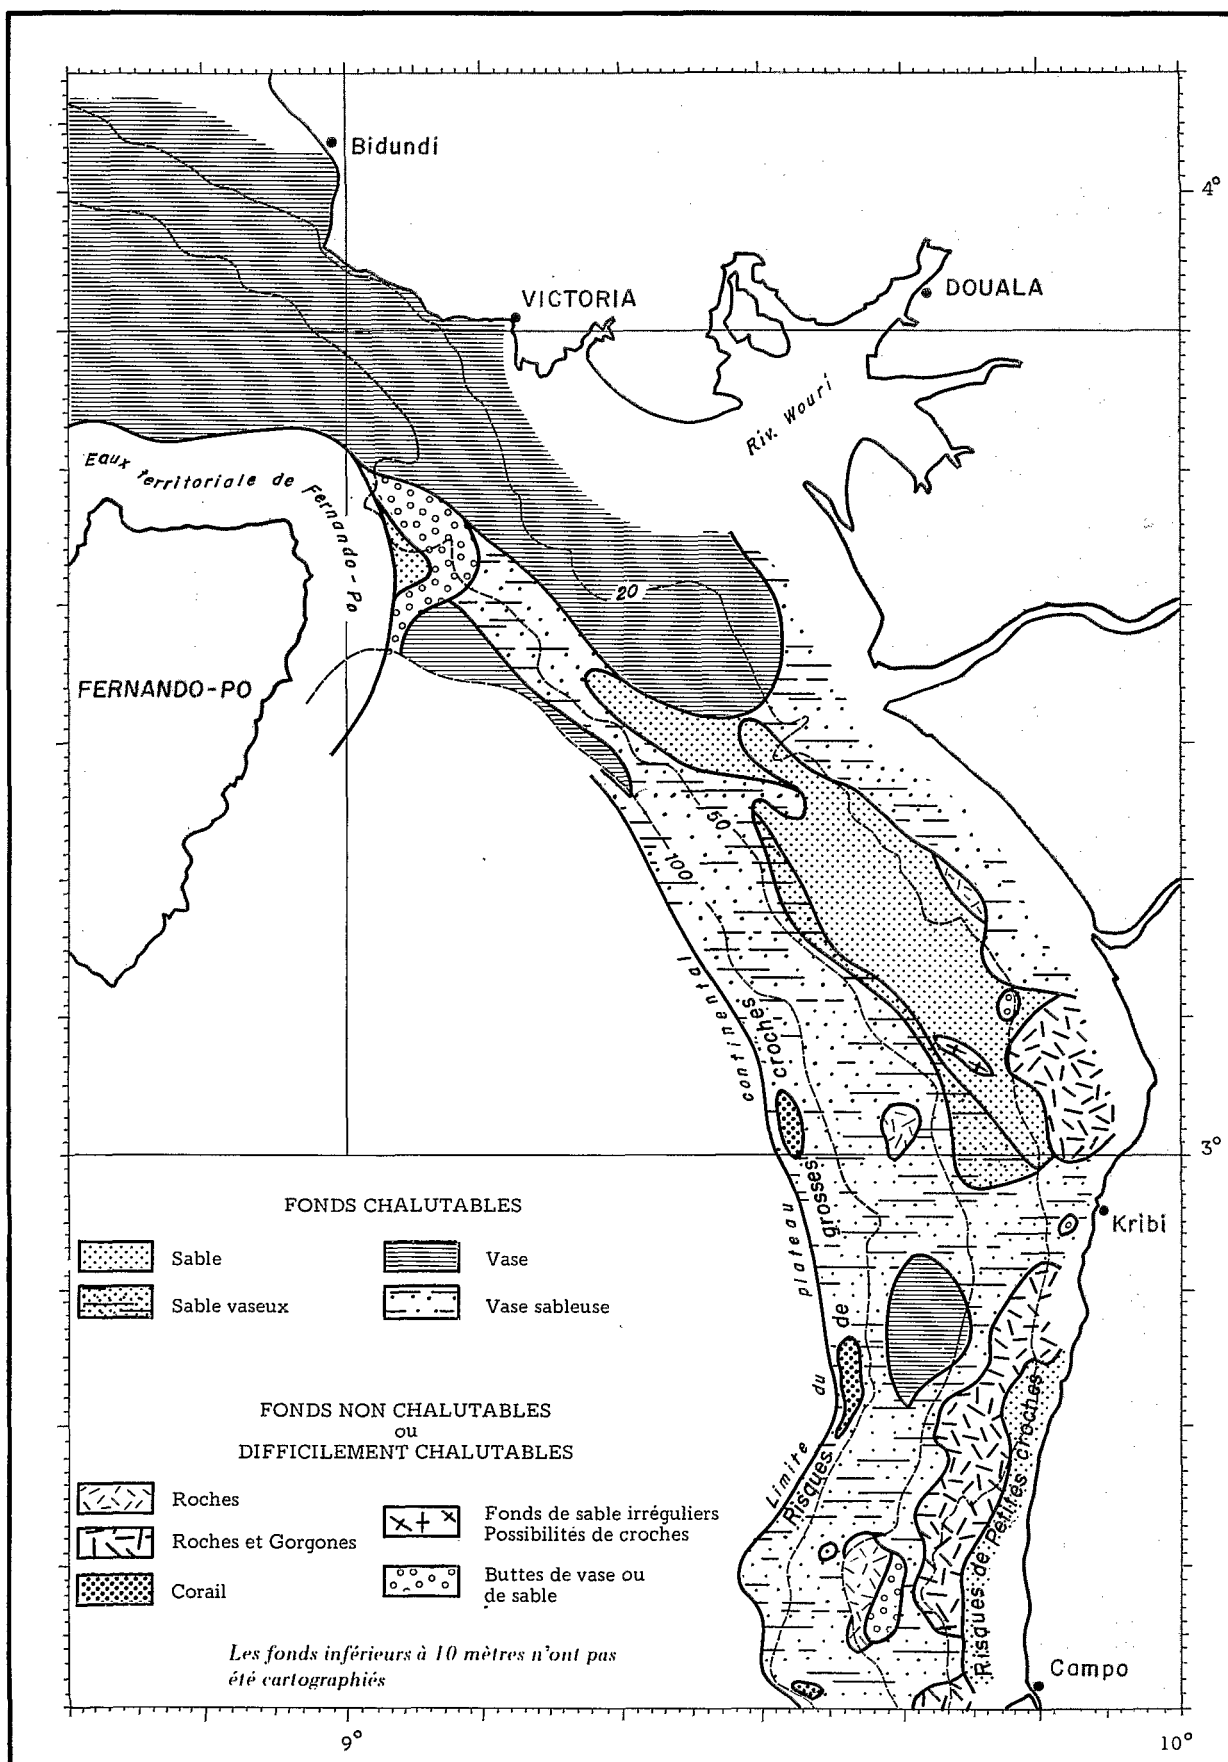 Bidundi
4°
VICTORIA
DOUALA
Riv. Wouri
Eaux territoriale de Fernando-Po
20
FERNANDO-PO
50
100
Limite du plateau continental
Risques de grosses croches
3°
Kribi
FONDS CHALUTABLES
Sable
Vase
Sable vaseux
Vase sableuse
FONDS NON CHALUTABLES
ou
DIFFICILEMENT CHALUTABLES
Roches
Roches et Gorgones
Corail
Fonds de sable irréguliers
Possibilités de croches
Buttes de vase ou
de sable
Risques de Pétites croches
Les fonds inférieurs à 10 mètres n'ont pas
été cartographiés
Campo
9°
10°